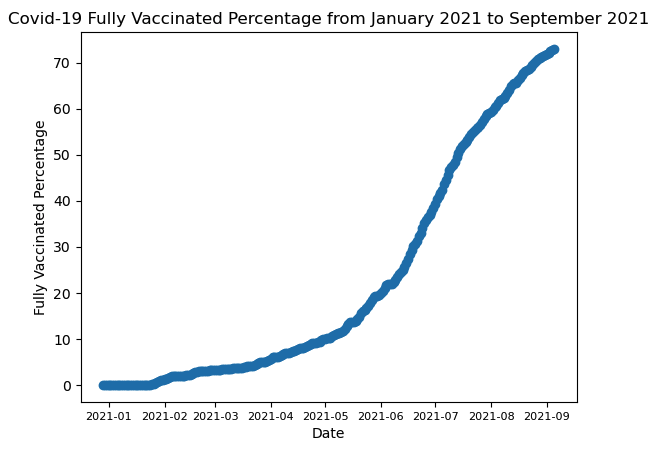 Covid-19 Fully Vaccinated Percentage from January 2021 to September 2021
70
60
50
40
30
20
10
0
Fully Vaccinated Percentage
2021-01 2021-02 2021-03 2021-04 2021-05 2021-06 2021-07 2021-08 2021-09
Date